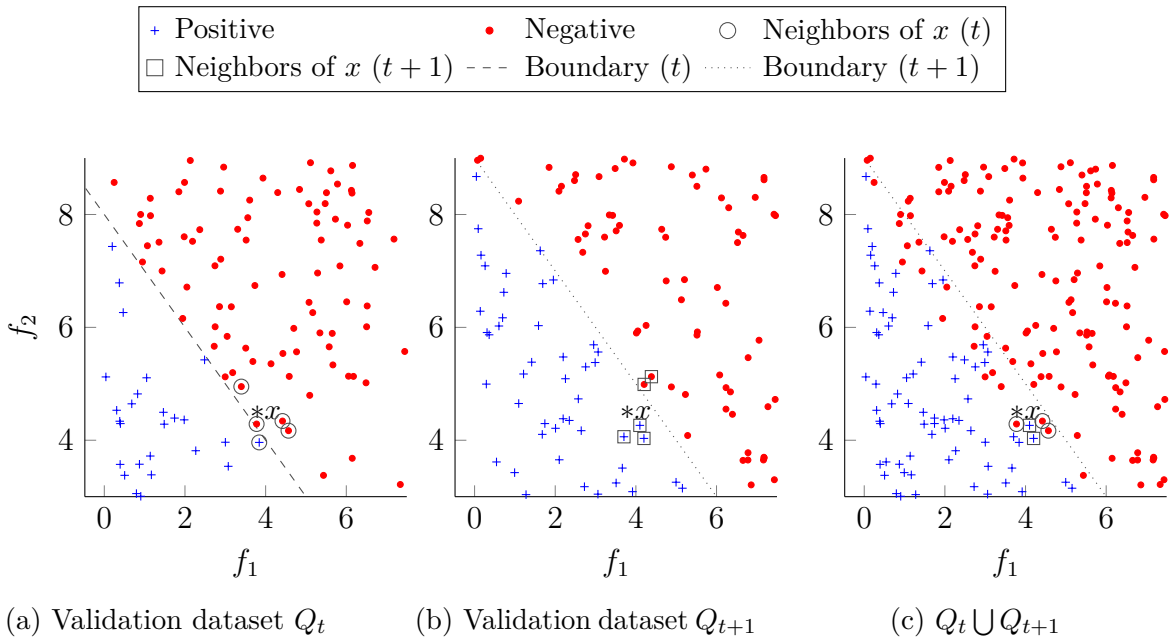 Positive Negative Neighbors of x (t)
Neighbors of x (t + 1) Boundary (t) Boundary (t + 1)
f₂
8
6
4
∗x
0 2 4 6
f₁
(a) Validation dataset Qₜ
8
6
4
∗x
0 2 4 6
f₁
(b) Validation dataset Qₜ₊₁
8
6
4
∗x
0 2 4 6
f₁
(c) Qₜ ⋃ Qₜ₊₁